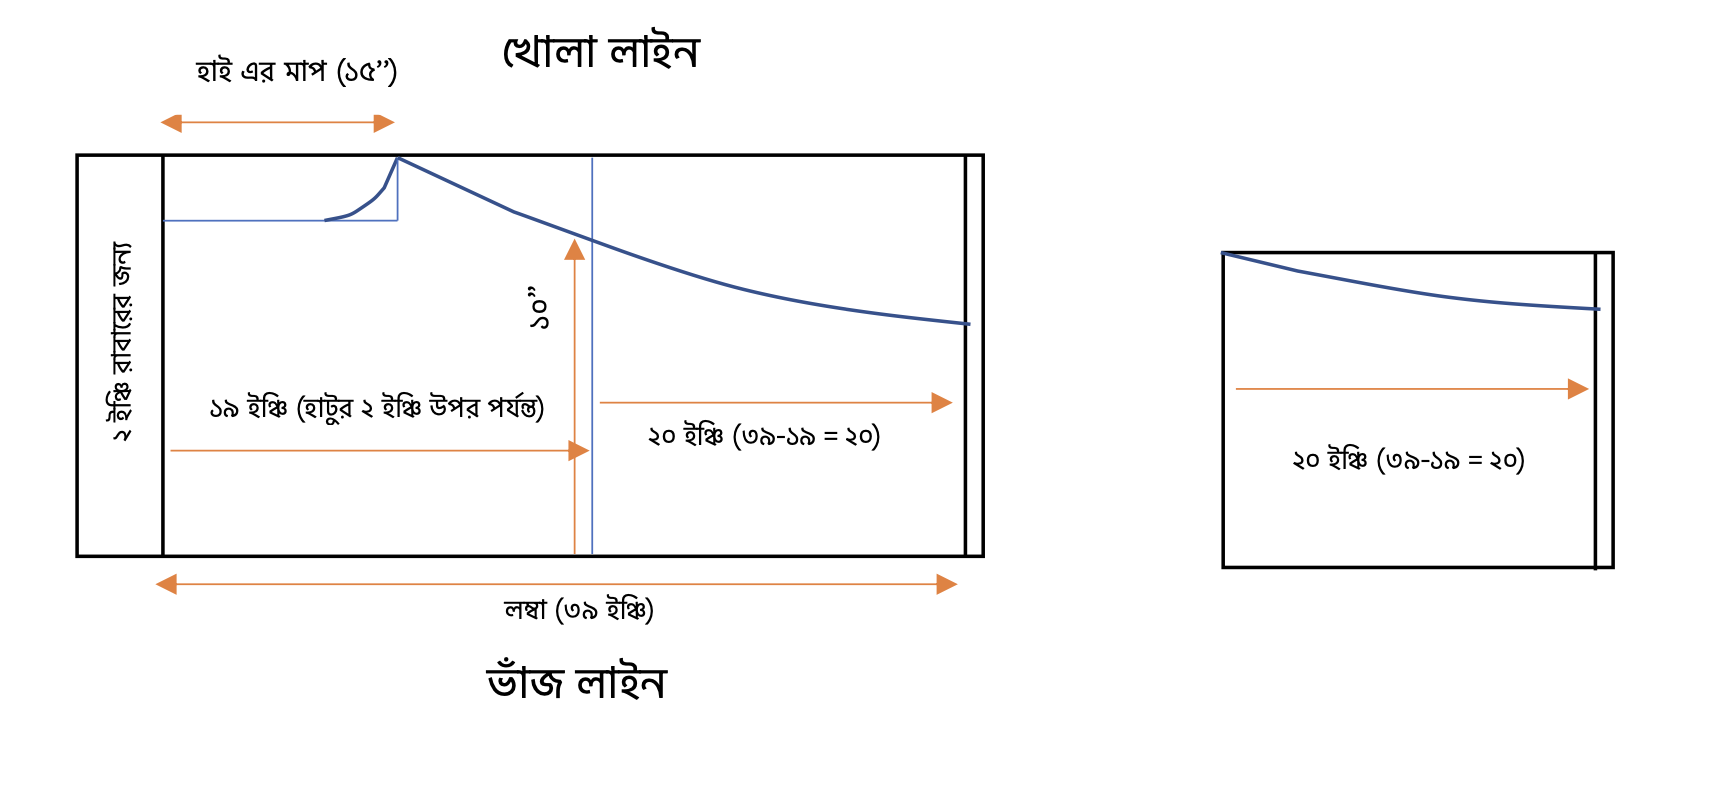 খোলা লাইন
হাই এর মাপ (১৫”)
২ ইঞ্চি রাবারের জন্য
১০”
১৯ ইঞ্চি (হাটুর ২ ইঞ্চি উপর পর্যন্ত)
২০ ইঞ্চি (৩৯-১৯ = ২০)
২০ ইঞ্চি (৩৯-১৯ = ২০)
লম্বা (৩৯ ইঞ্চি)
ভাঁজ লাইন